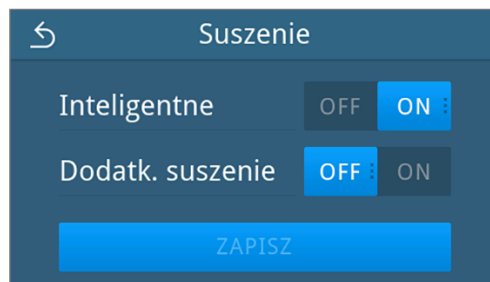 Suszenie
Inteligentne OFF ON
Dodatk. suszenie OFF ON
ZAPISZ